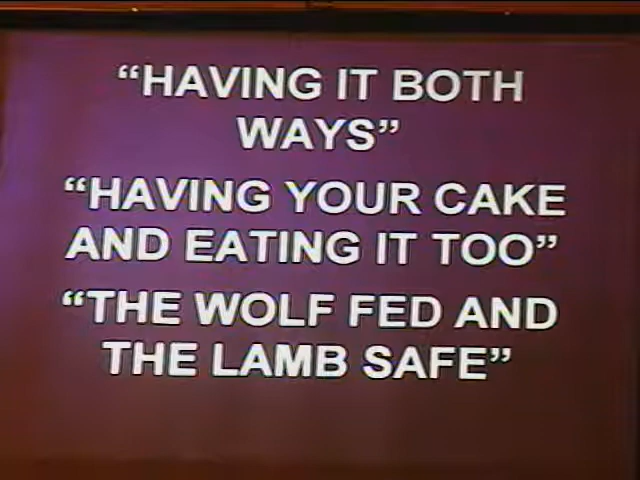 “HAVING IT BOTH
WAYS”
“HAVING YOUR CAKE
AND EATING IT TOO”
“THE WOLF FED AND
THE LAMB SAFE”